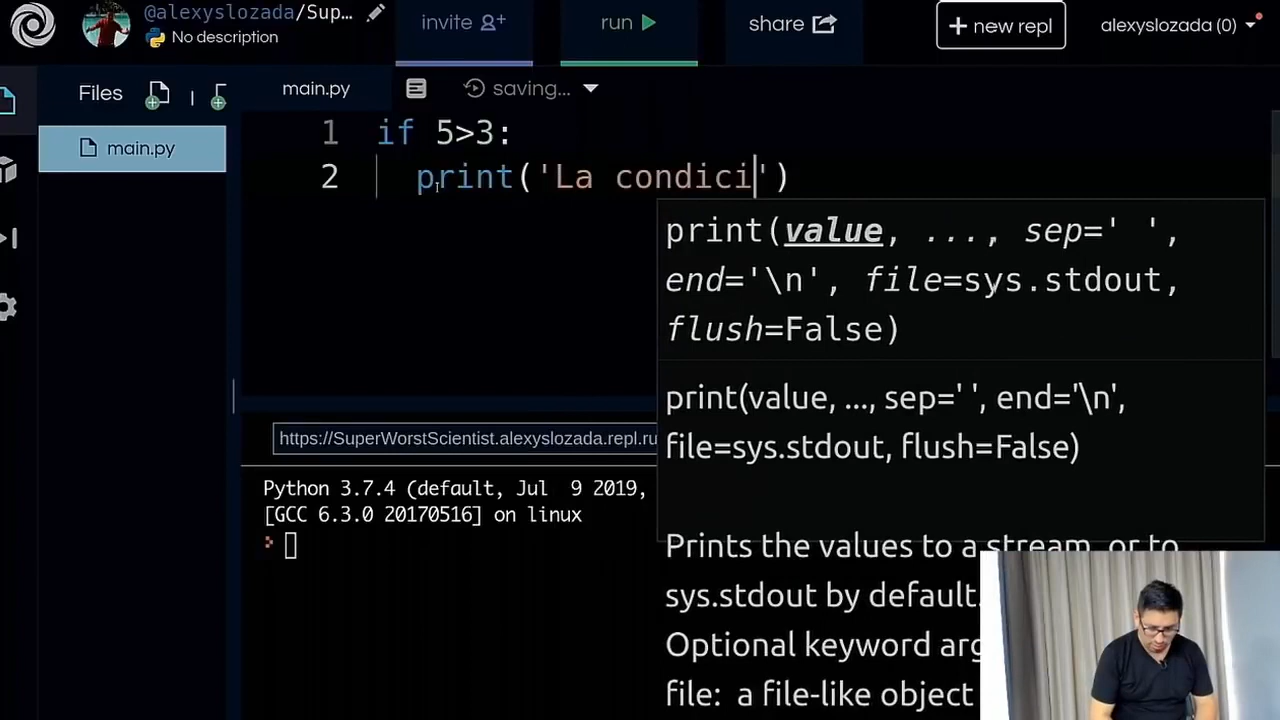 @alexyslozada/Sup...
No description
invite
run
share
+ new repl
alexyslozada (0)
Files
main.py
saving...
main.py
1 if 5>3:
2 print('La condici')
print(value, ..., sep=' ',
end='\n', file=sys.stdout,
flush=False)
print(value, ..., sep=' ', end='\n',
file=sys.stdout, flush=False)
https://SuperWorstScientist.alexyslozada.repl.ru
Python 3.7.4 (default, Jul 9 2019,
[GCC 6.3.0 20170516] on linux
Prints the values to a stream, or to
sys.stdout by default.
Optional keyword arg
file: a file-like object